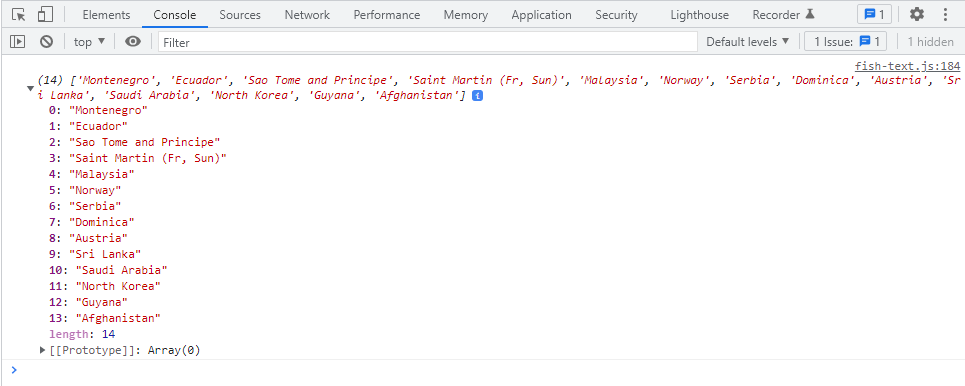 Elements Console Sources Network Performance Memory Application Security Lighthouse Recorder 1
top Filter Default levels 1 Issue: 1 1 hidden
fish-text.js:184
(14) ['Montenegro', 'Ecuador', 'Sao Tome and Principe', 'Saint Martin (Fr, Sun)', 'Malaysia', 'Norway', 'Serbia', 'Dominica', 'Austria', 'Sr
i Lanka', 'Saudi Arabia', 'North Korea', 'Guyana', 'Afghanistan'] i
0: "Montenegro"
1: "Ecuador"
2: "Sao Tome and Principe"
3: "Saint Martin (Fr, Sun)"
4: "Malaysia"
5: "Norway"
6: "Serbia"
7: "Dominica"
8: "Austria"
9: "Sri Lanka"
10: "Saudi Arabia"
11: "North Korea"
12: "Guyana"
13: "Afghanistan"
length: 14
[[Prototype]]: Array(0)